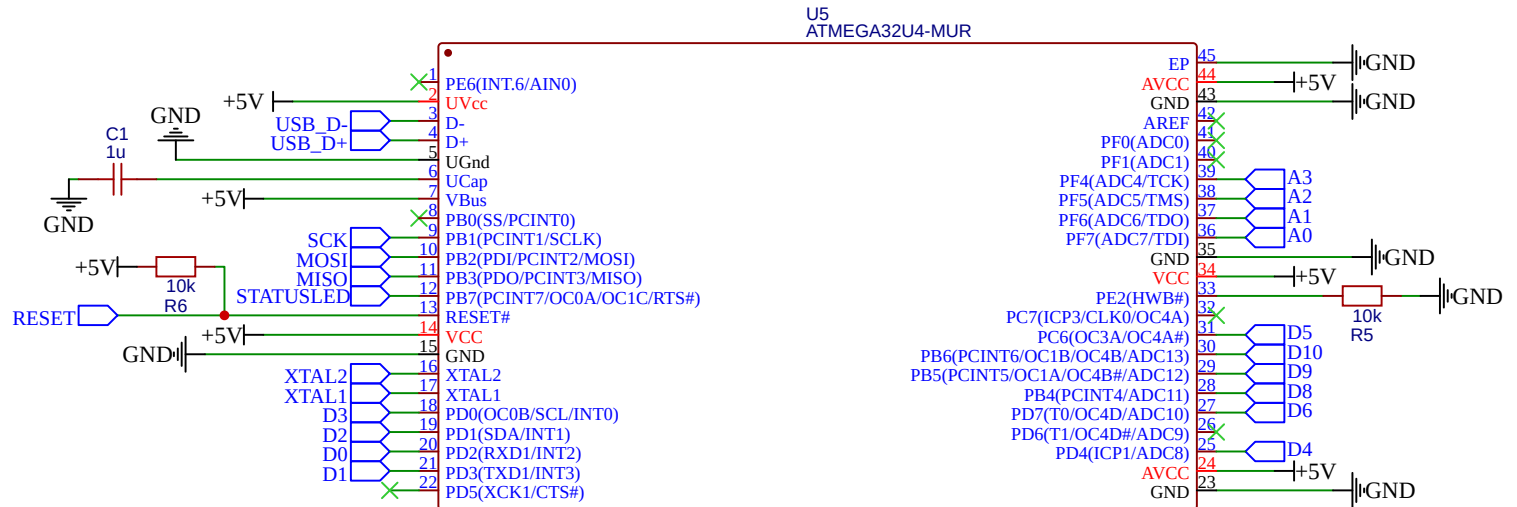 U5
ATMEGA32U4-MUR
1 PE6(INT.6/AIN0)
+5V 2 UVcc
USB_D- 3 D-
USB_D+ 4 D+
GND 5 UGnd
C1
1u
GND 6 UCap
+5V 7 VBus
8 PB0(SS/PCINT0)
SCK 9 PB1(PCINT1/SCLK)
MOSI 10 PB2(PDI/PCINT2/MOSI)
MISO 11 PB3(PDO/PCINT3/MISO)
STATUSLED 12 PB7(PCINT7/OC0A/OC1C/RTS#)
+5V
10k
R6
RESET 13 RESET#
+5V 14 VCC
GND 15 GND
XTAL2 16 XTAL2
XTAL1 17 XTAL1
D3 18 PD0(OC0B/SCL/INT0)
D2 19 PD1(SDA/INT1)
D0 20 PD2(RXD1/INT2)
D1 21 PD3(TXD1/INT3)
22 PD5(XCK1/CTS#)
EP 45 GND
AVCC 44 +5V
GND 43 GND
AREF 42
PF0(ADC0) 41
PF1(ADC1) 40
PF4(ADC4/TCK) 39 A3
PF5(ADC5/TMS) 38 A2
PF6(ADC6/TDO) 37 A1
PF7(ADC7/TDI) 36 A0
GND 35 GND
VCC 34 +5V
PE2(HWB#) 33 GND
10k
R5
PC7(ICP3/CLK0/OC4A) 32
PC6(OC3A/OC4A#) 31 D5
PB6(PCINT6/OC1B/OC4B/ADC13) 30 D10
PB5(PCINT5/OC1A/OC4B#/ADC12) 29 D9
PB4(PCINT4/ADC11) 28 D8
PD7(T0/OC4D/ADC10) 27 D6
PD6(T1/OC4D#/ADC9) 26
PD4(ICP1/ADC8) 25 D4
AVCC 24 +5V
GND 23 GND